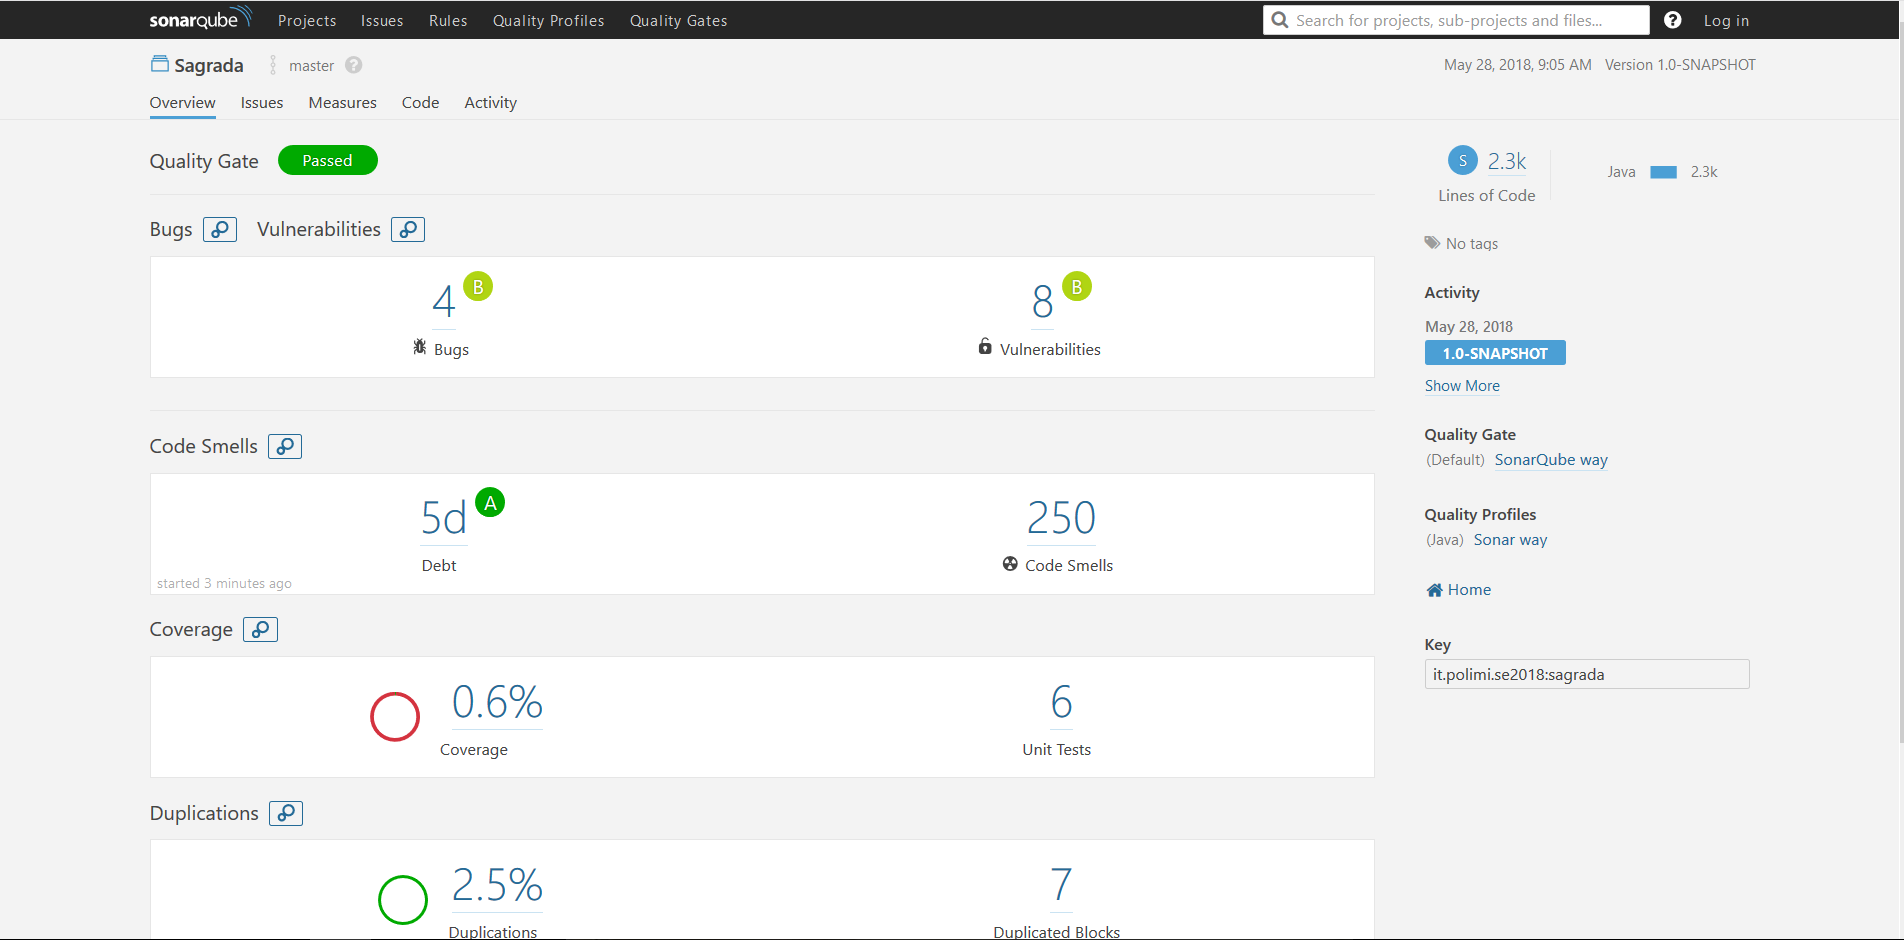 sonarqube Projects Issues Rules Quality Profiles Quality Gates Search for projects, sub-projects and files... ? Log in
Sagrada master ? May 28, 2018, 9:05 AM Version 1.0-SNAPSHOT
Overview Issues Measures Code Activity
Quality Gate Passed
Bugs Vulnerabilities
4 B 8 B
Bugs Vulnerabilities
Code Smells
5d A 250
Debt Code Smells
started 3 minutes ago
Coverage
0.6% 6
Coverage Unit Tests
Duplications
2.5% 7
Duplications Duplicated Blocks
S 2.3k Java 2.3k
Lines of Code
No tags
Activity
May 28, 2018
1.0-SNAPSHOT
Show More
Quality Gate
(Default) SonarQube way
Quality Profiles
(Java) Sonar way
Home
Key
it.polimi.se2018:sagrada